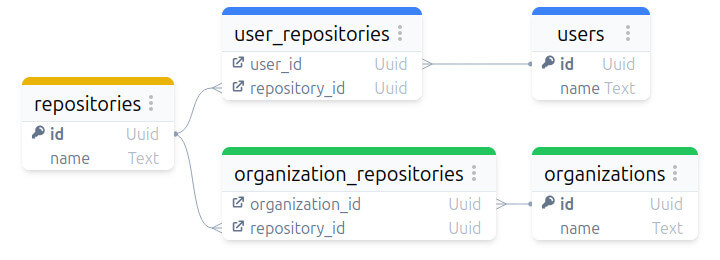 repositories
id Uuid
name Text
user_repositories
user_id Uuid
repository_id Uuid
users
id Uuid
name Text
organization_repositories
organization_id Uuid
repository_id Uuid
organizations
id Uuid
name Text